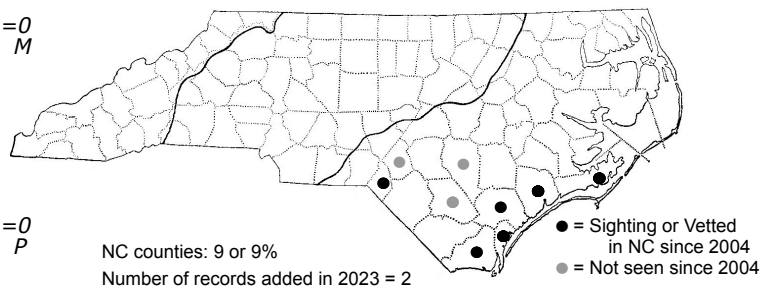 =0
M
=0
P
NC counties: 9 or 9%
Number of records added in 2023 = 2
= Sighting or Vetted
in NC since 2004
= Not seen since 2004